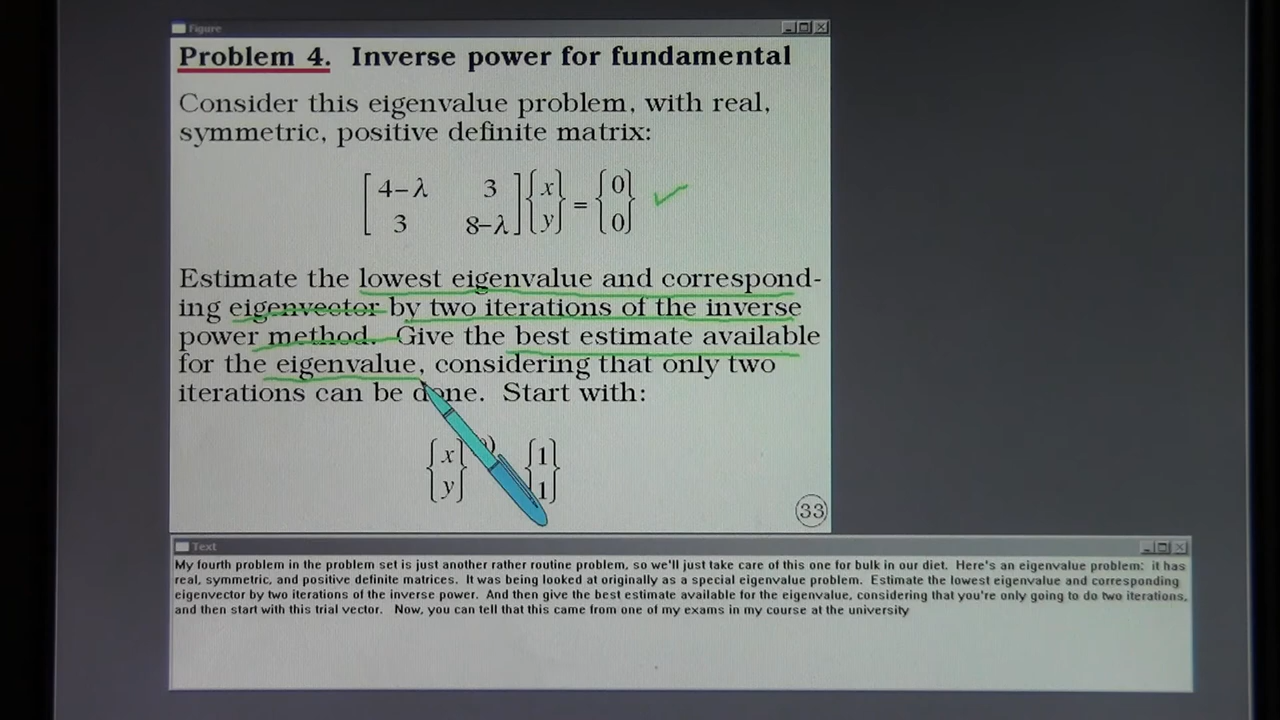 Figure
Problem 4. Inverse power for fundamental
Consider this eigenvalue problem, with real,
symmetric, positive definite matrix:
[4−λ 3] {x} = {0}
[3 8−λ] {y} {0}
Estimate the lowest eigenvalue and correspond-
ing eigenvector by two iterations of the inverse
power method. Give the best estimate available
for the eigenvalue, considering that only two
iterations can be done. Start with:
{x} {1}
{y} {1}
33
Text
My fourth problem in the problem set is just another rather routine problem, so we'll just take care of this one for bulk in our diet. Here's an eigenvalue problem: it has
real, symmetric, and positive definite matrices. It was being looked at originally as a special eigenvalue problem. Estimate the lowest eigenvalue and corresponding
eigenvector by two iterations of the inverse power. And then give the best estimate available for the eigenvalue, considering that you're only going to do two iterations,
and then start with this trial vector. Now, you can tell that this came from one of my exams in my course at the university